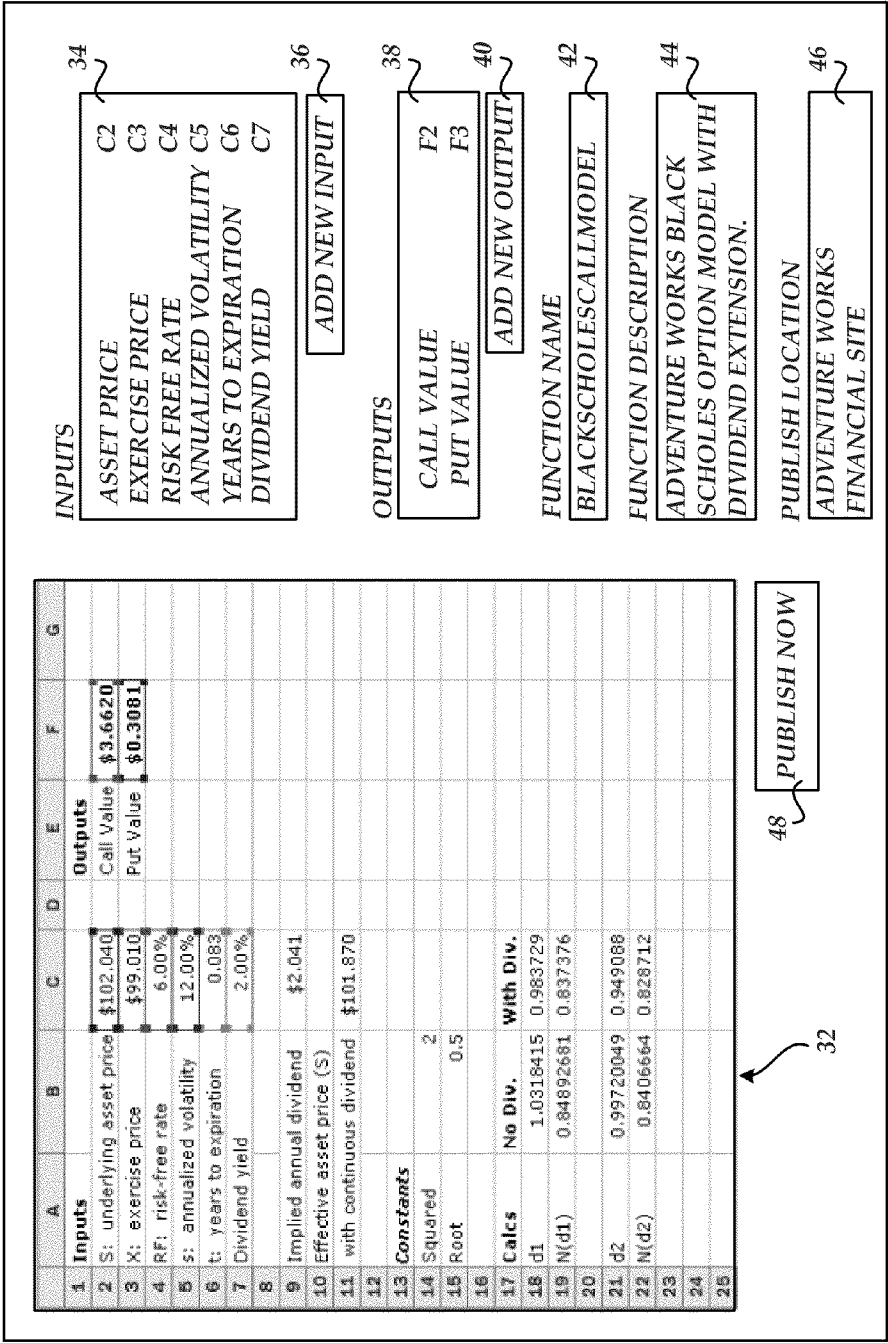 A B C D E F G
1 Inputs Outputs
2 S: underlying asset price $102.040 Call Value $3.6620
3 X: exercise price $99.010 Put Value $0.3081
4 RF: risk-free rate 6.00%
5 s: annualized volatility 12.00%
6 t: years to expiration 0.083
7 Dividend yield 2.00%
8
9 Implied annual dividend $2.041
10 Effective asset price (S)
11 with continuous dividend $101.870
12
13 Constants
14 Squared 2
15 Root 0.5
16
17 Calcs No Div. With Div.
18 d1 1.0318415 0.983729
19 N(d1) 0.84892681 0.837376
20
21 d2 0.99720049 0.949088
22 N(d2) 0.8406664 0.828712
23
24
25
32
48 PUBLISH NOW
INPUTS
34
ASSET PRICE C2
EXERCISE PRICE C3
RISK FREE RATE C4
ANNUALIZED VOLATILITY C5
YEARS TO EXPIRATION C6
DIVIDEND YIELD C7
ADD NEW INPUT 36
OUTPUTS
38
CALL VALUE F2
PUT VALUE F3
ADD NEW OUTPUT 40
FUNCTION NAME
BLACKSCHOLESCALLMODEL 42
FUNCTION DESCRIPTION
44
ADVENTURE WORKS BLACK
SCHOLES OPTION MODEL WITH
DIVIDEND EXTENSION.
PUBLISH LOCATION
46
ADVENTURE WORKS
FINANCIAL SITE